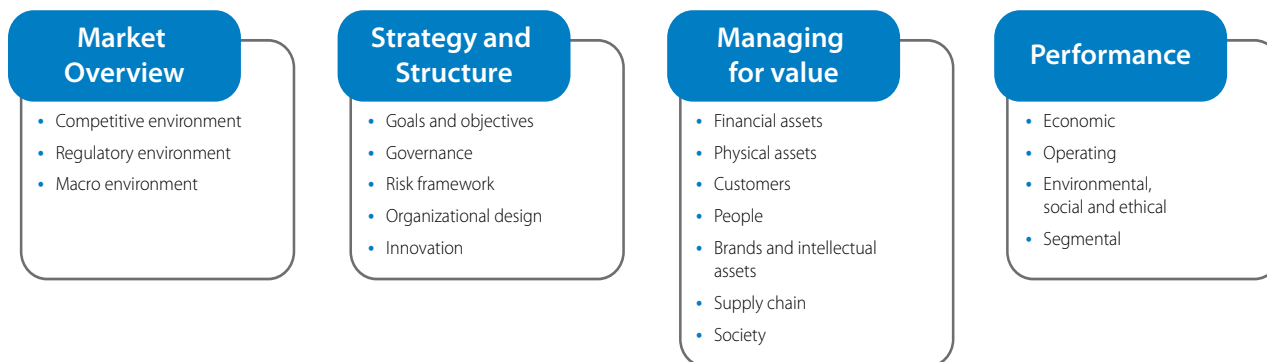 Market
Overview
• Competitive environment
• Regulatory environment
• Macro environment
Strategy and
Structure
• Goals and objectives
• Governance
• Risk framework
• Organizational design
• Innovation
Managing
for value
• Financial assets
• Physical assets
• Customers
• People
• Brands and intellectual
assets
• Supply chain
• Society
Performance
• Economic
• Operating
• Environmental,
social and ethical
• Segmental